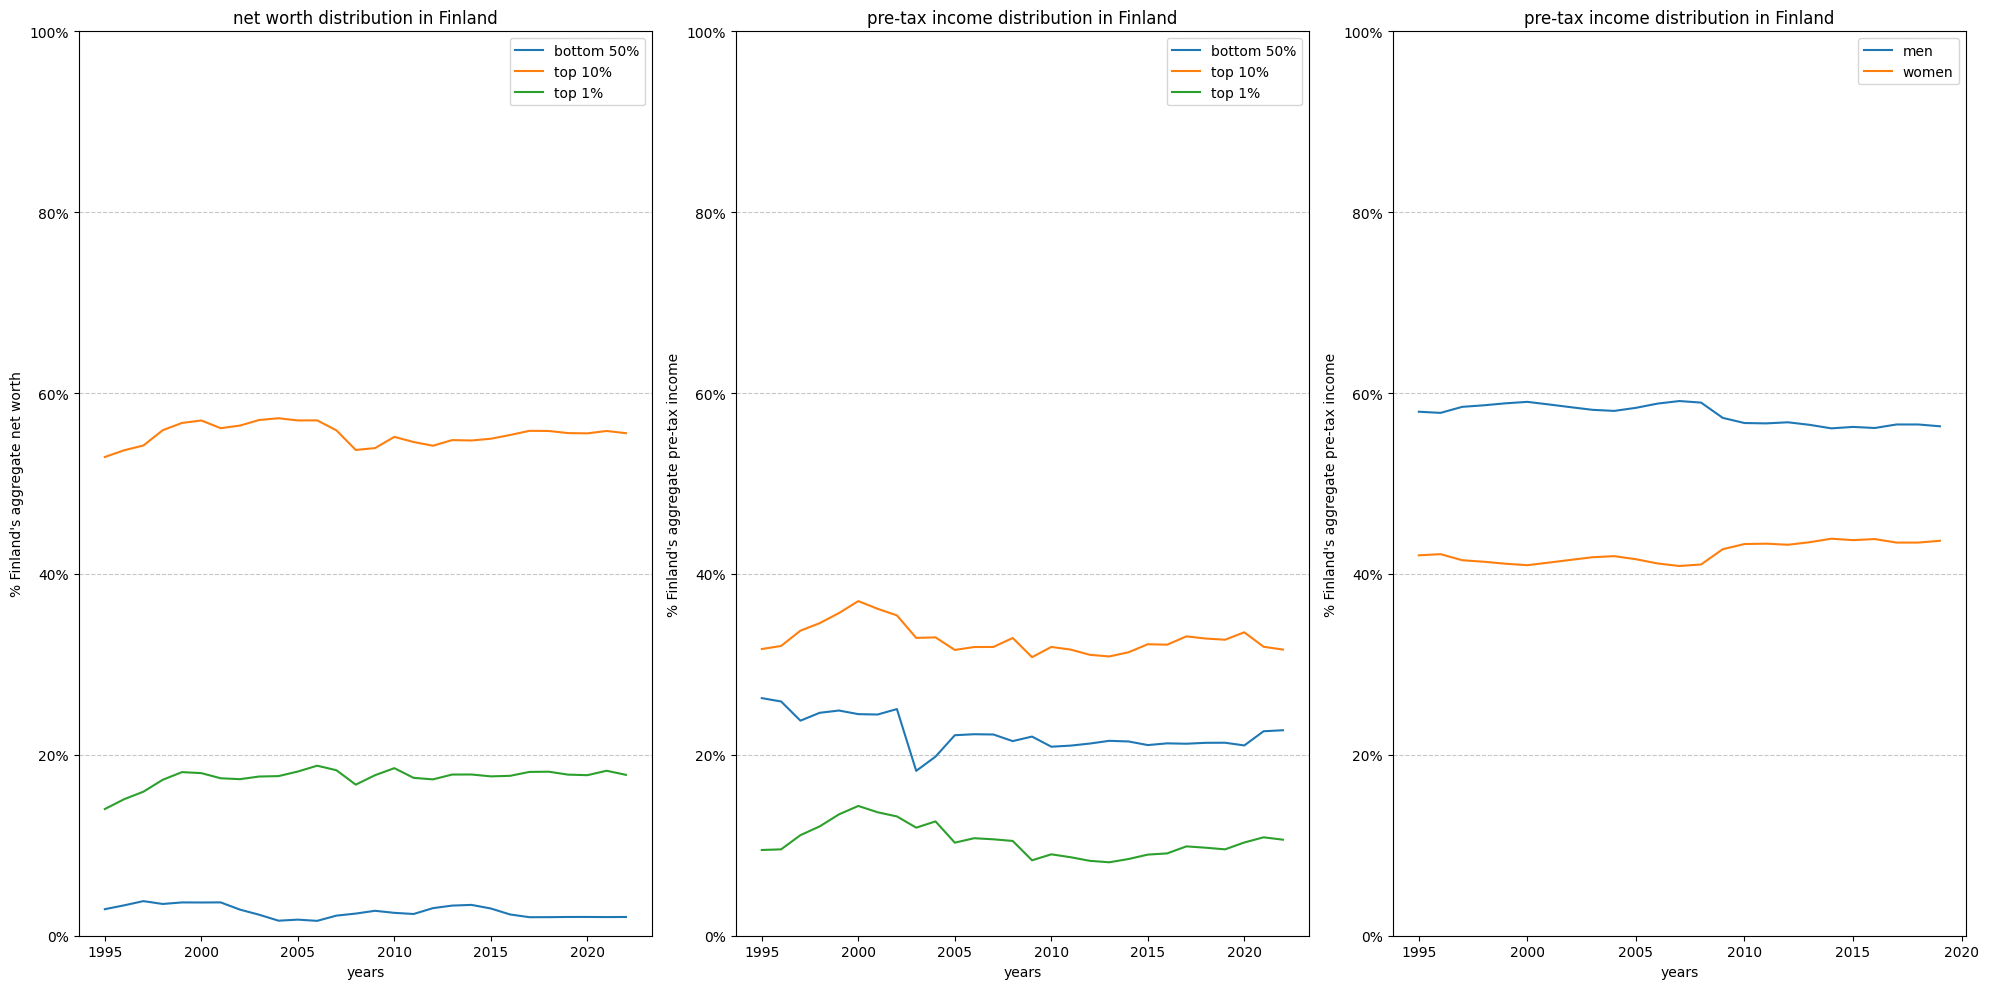 net worth distribution in Finland
100%
80%
60%
40%
20%
0%
% Finland's aggregate net worth
1995
2000
2005
2010
2015
2020
years
bottom 50%
top 10%
top 1%
pre-tax income distribution in Finland
100%
80%
60%
40%
20%
0%
% Finland's aggregate pre-tax income
1995
2000
2005
2010
2015
2020
years
bottom 50%
top 10%
top 1%
pre-tax income distribution in Finland
100%
80%
60%
40%
20%
0%
% Finland's aggregate pre-tax income
1995
2000
2005
2010
2015
2020
years
men
women